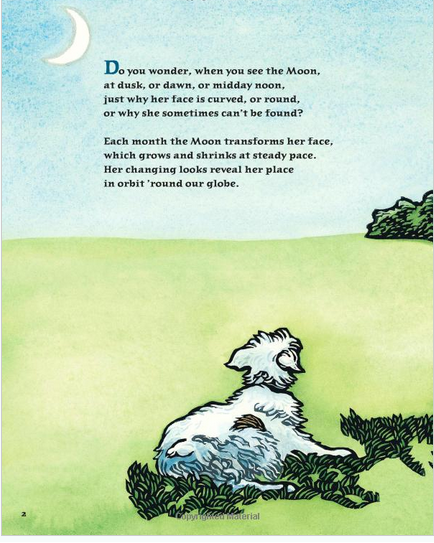 Do you wonder, when you see the Moon,
at dusk, or dawn, or midday noon,
just why her face is curved, or round,
or why she sometimes can't be found?
Each month the Moon transforms her face,
which grows and shrinks at steady pace.
Her changing looks reveal her place
in orbit 'round our globe.
2
Copyrighted Material